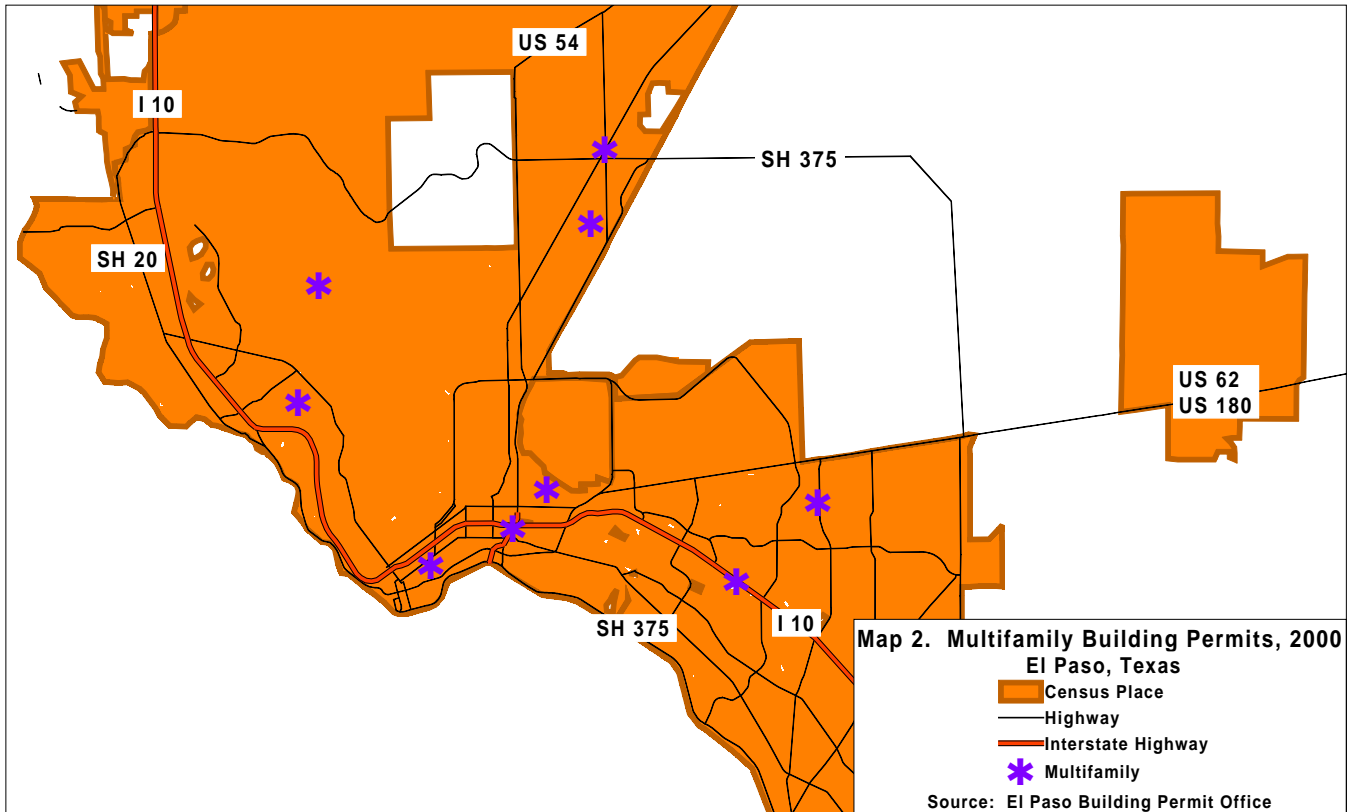 US 54
I 10
SH 375
SH 20
US 62
US 180
SH 375
I 10
Map 2. Multifamily Building Permits, 2000
El Paso, Texas
Census Place
Highway
Interstate Highway
Multifamily
Source: El Paso Building Permit Office